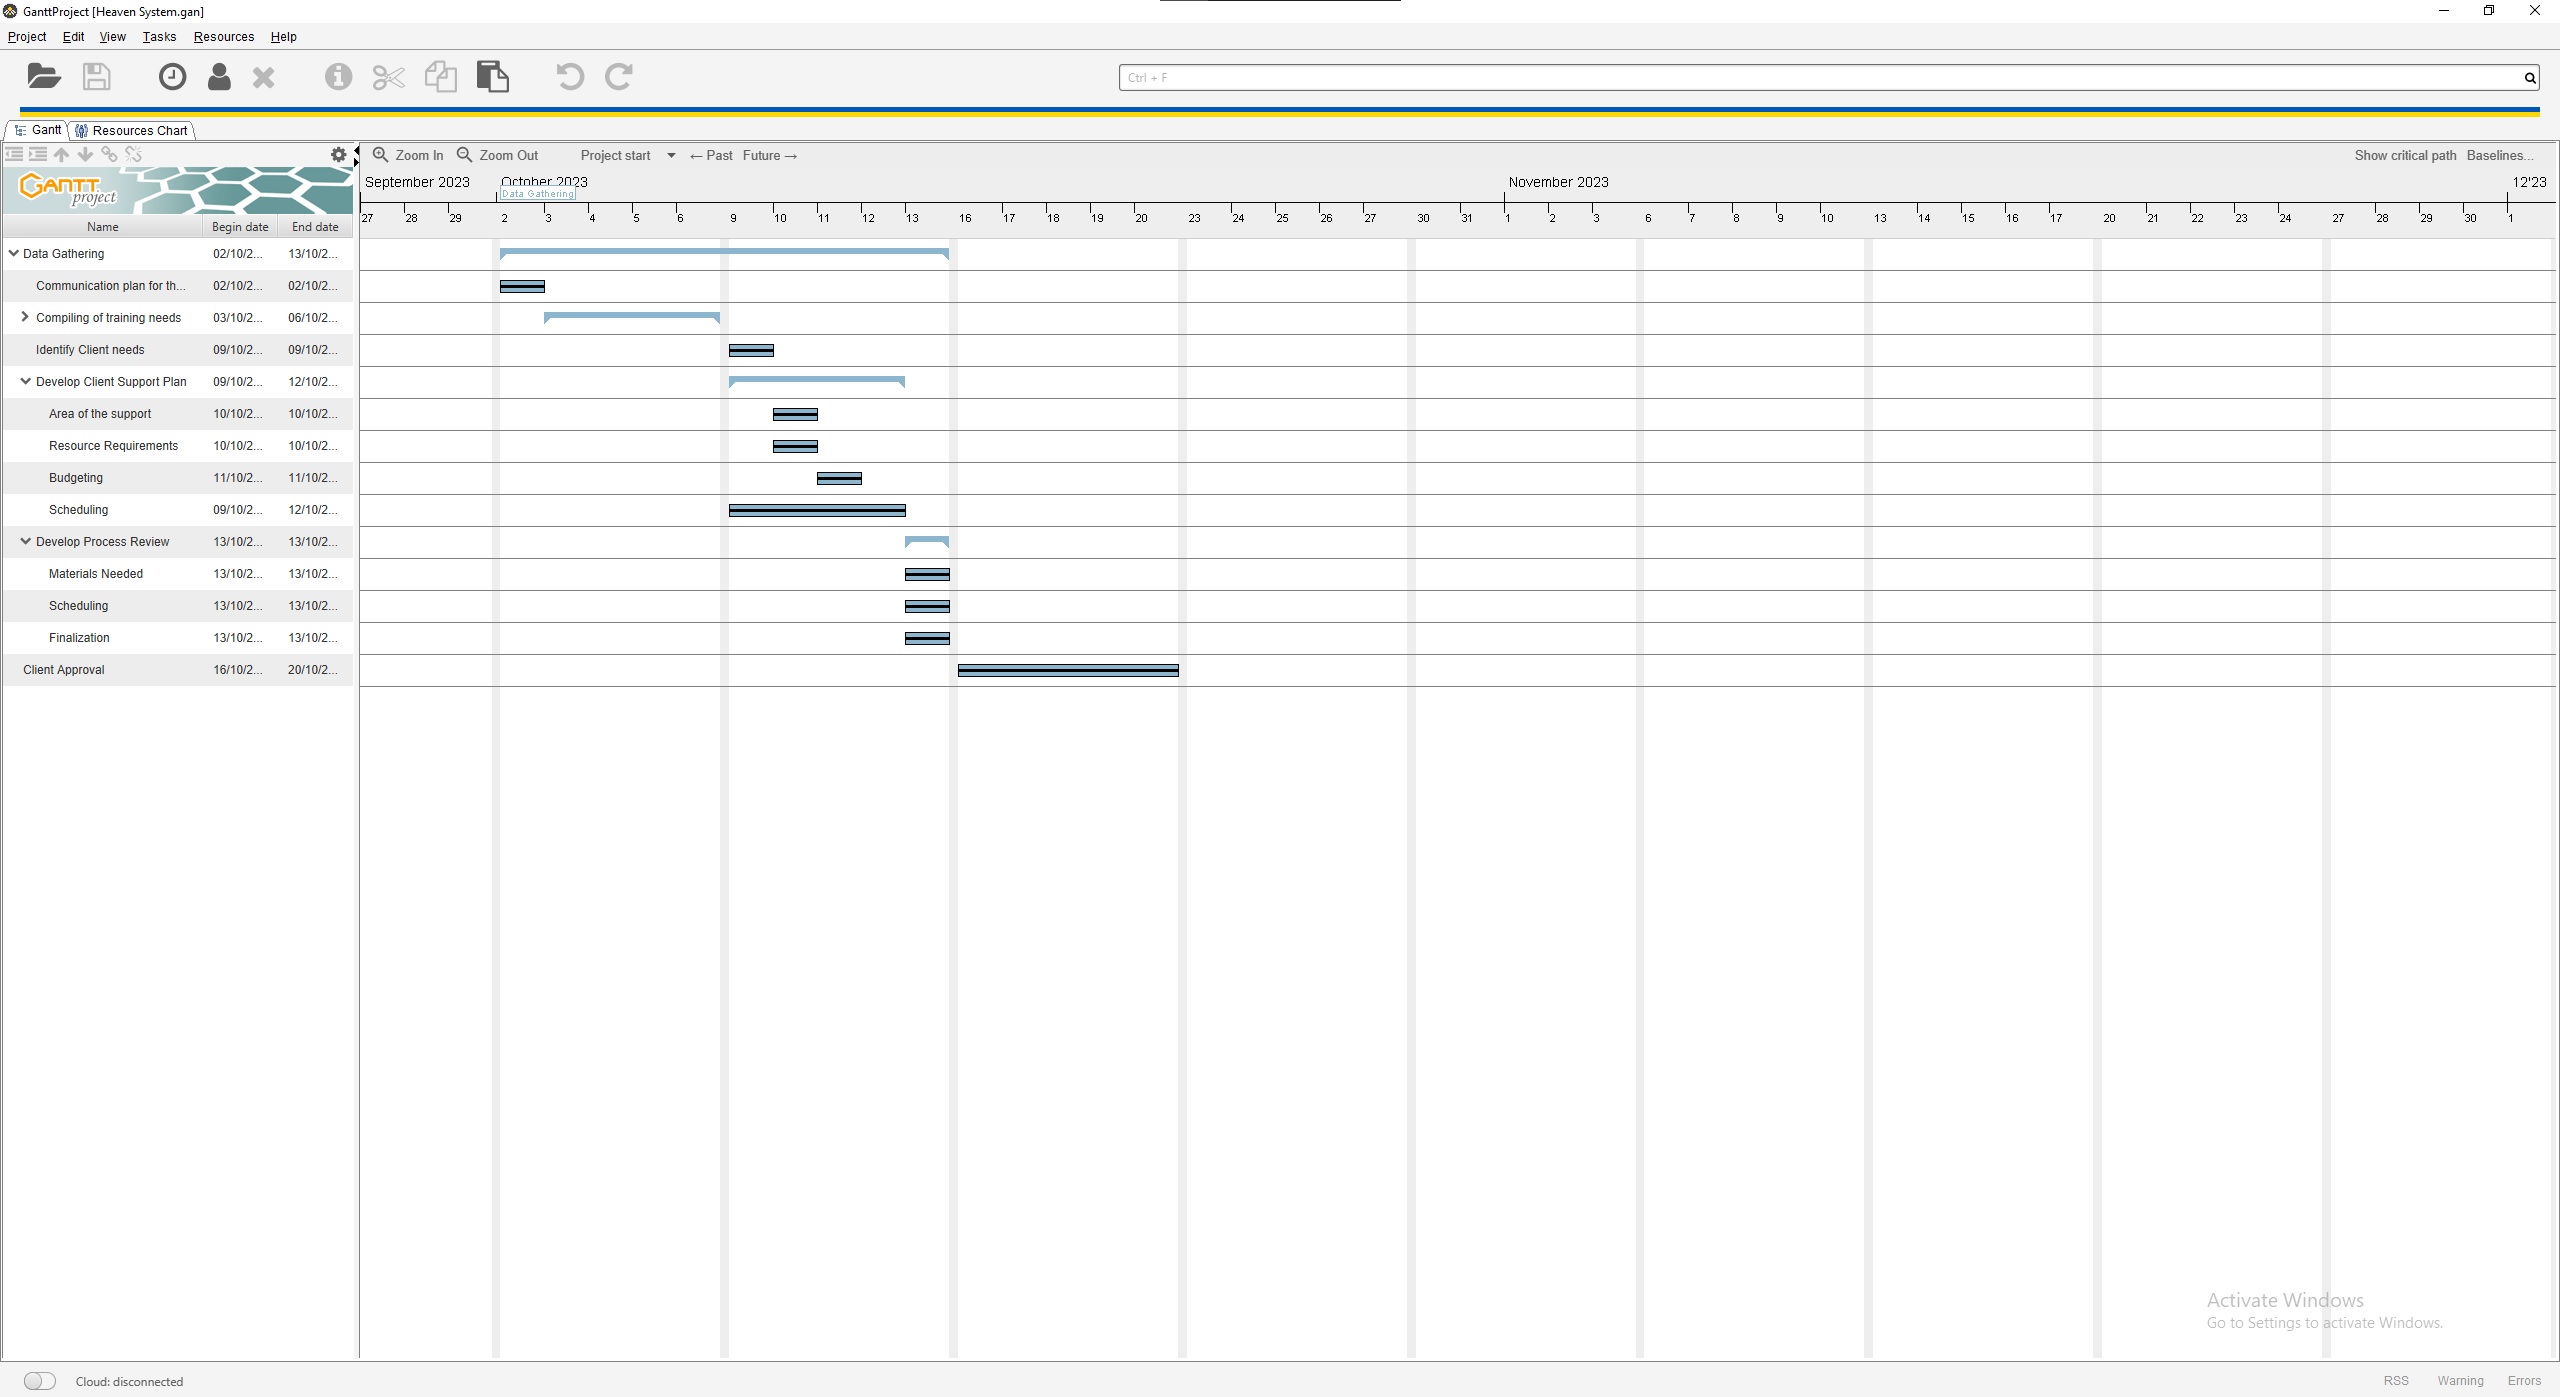 GanttProject [Heaven System.gan]
Project Edit View Tasks Resources Help
Ctrl + F
Gantt Resources Chart
Zoom In Zoom Out Project start ← Past Future → Show critical path Baselines...
GANTT project
September 2023 October 2023 November 2023 12'23
Data Gathering
27 28 29 2 3 4 5 6 9 10 11 12 13 16 17 18 19 20 23 24 25 26 27 30 31 1 2 3 6 7 8 9 10 13 14 15 16 17 20 21 22 23 24 27 28 29 30 1
Name Begin date End date
Data Gathering 02/10/2... 13/10/2...
Communication plan for th... 02/10/2... 02/10/2...
Compiling of training needs 03/10/2... 06/10/2...
Identify Client needs 09/10/2... 09/10/2...
Develop Client Support Plan 09/10/2... 12/10/2...
Area of the support 10/10/2... 10/10/2...
Resource Requirements 10/10/2... 10/10/2...
Budgeting 11/10/2... 11/10/2...
Scheduling 09/10/2... 12/10/2...
Develop Process Review 13/10/2... 13/10/2...
Materials Needed 13/10/2... 13/10/2...
Scheduling 13/10/2... 13/10/2...
Finalization 13/10/2... 13/10/2...
Client Approval 16/10/2... 20/10/2...
Activate Windows
Go to Settings to activate Windows.
Cloud: disconnected RSS Warning Errors